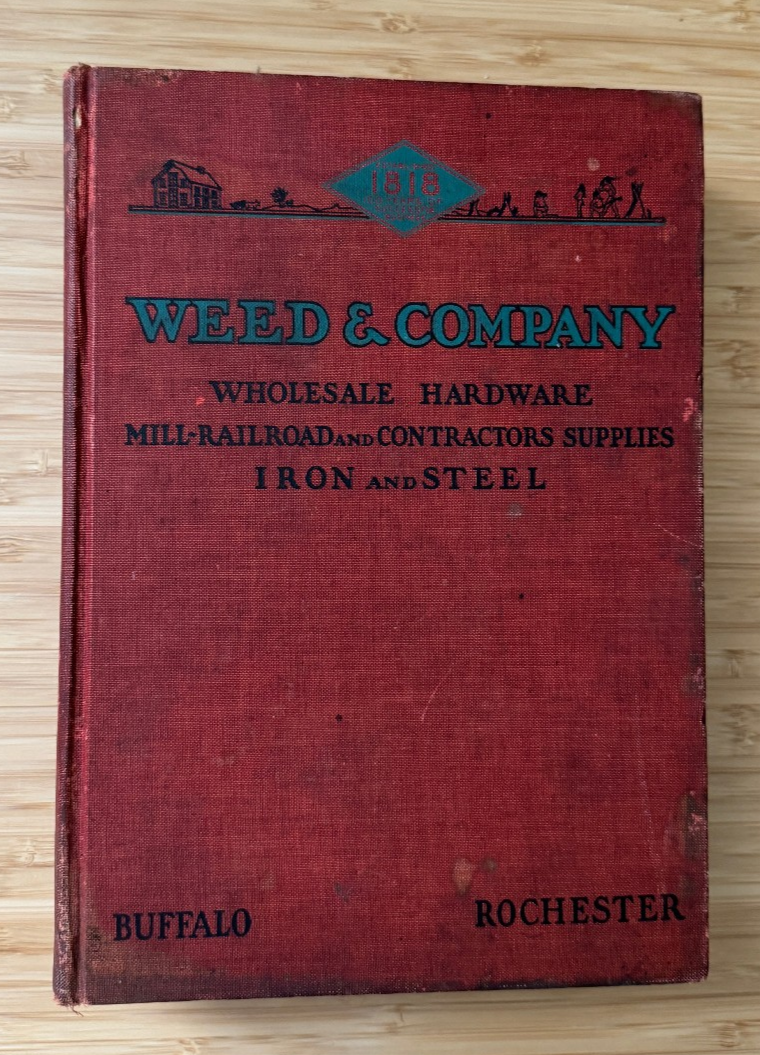 1818
WEED & COMPANY
WHOLESALE HARDWARE
MILL-RAILROAD AND CONTRACTORS SUPPLIES
IRON AND STEEL
BUFFALO
ROCHESTER